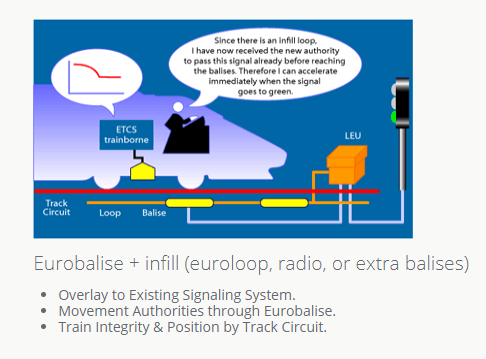 Since there is an infill loop,
I have now received the new authority
to pass this signal already before reaching
the balises. Therefore I can accelerate
immediately when the signal
goes to green.
ETCS
trainborne
LEU
Track
Circuit
Loop
Balise
Eurobalise + infill (euroloop, radio, or extra balises)
• Overlay to Existing Signaling System.
• Movement Authorities through Eurobalise.
• Train Integrity & Position by Track Circuit.